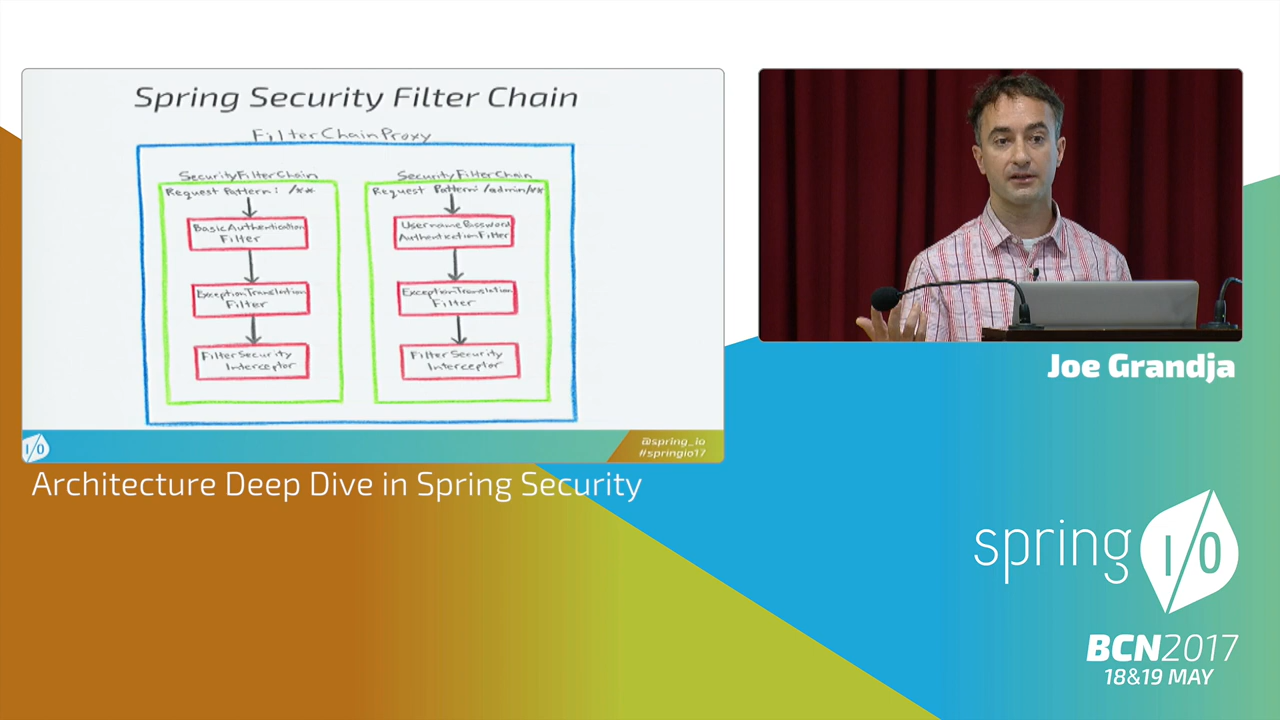 Spring Security Filter Chain
FilterChainProxy
SecurityFilterChain
Request Pattern: /**
BasicAuthentication
Filter
ExceptionTranslation
Filter
FilterSecurity
Interceptor
SecurityFilterChain
Request Pattern: /admin/**
UsernamePassword
AuthenticationFilter
ExceptionTranslation
Filter
FilterSecurity
Interceptor
I/O
@spring_io
#springio17
Architecture Deep Dive in Spring Security
Joe Grandja
spring I/O
BCN2017
18&19 MAY